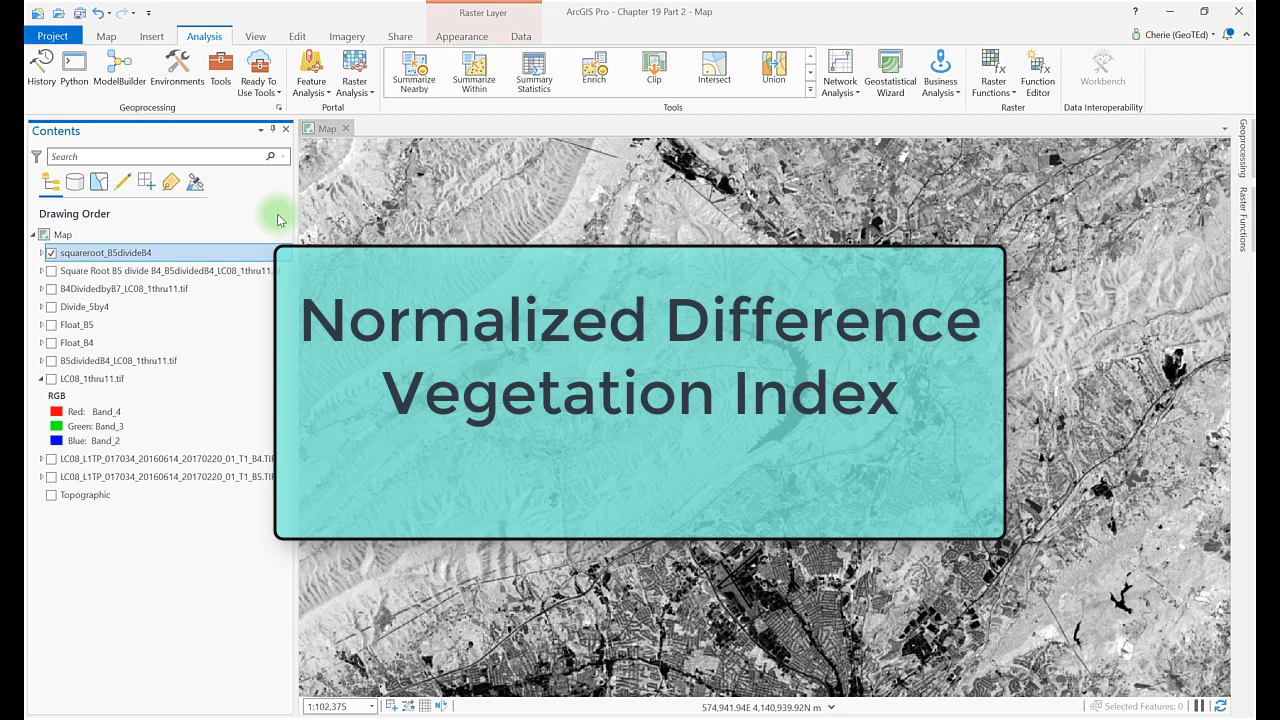 Raster Layer
ArcGIS Pro - Chapter 19 Part 2 - Map
?
Project Map Insert Analysis View Edit Imagery Share Appearance Data
Cherie (GeoTEd)
History Python ModelBuilder Environments Tools Ready To Use Tools
Feature Analysis Raster Analysis
Summarize Nearby Summarize Within Summary Statistics Enrich Clip Intersect Union
Network Analysis Geostatistical Wizard Business Analysis
Raster Functions Function Editor
Workbench
Geoprocessing Portal Tools Raster Data Interoperability
Contents
Map
Search
Drawing Order
Map
squareroot_B5divideB4
Square Root B5 divide B4_B5dividedB4_LC08_1thru11.
B4DividedbyB7_LC08_1thru11.tif
Divide_5by4
Float_B5
Float_B4
B5dividedB4_LC08_1thru11.tif
LC08_1thru11.tif
RGB
Red: Band_4
Green: Band_3
Blue: Band_2
LC08_L1TP_017034_20160614_20170220_01_T1_B4.TIF
LC08_L1TP_017034_20160614_20170220_01_T1_B5.TIF
Topographic
Normalized Difference
Vegetation Index
Geoprocessing
Raster Functions
1:102,375
574,941.94E 4,140,939.92N m
Selected Features: 0